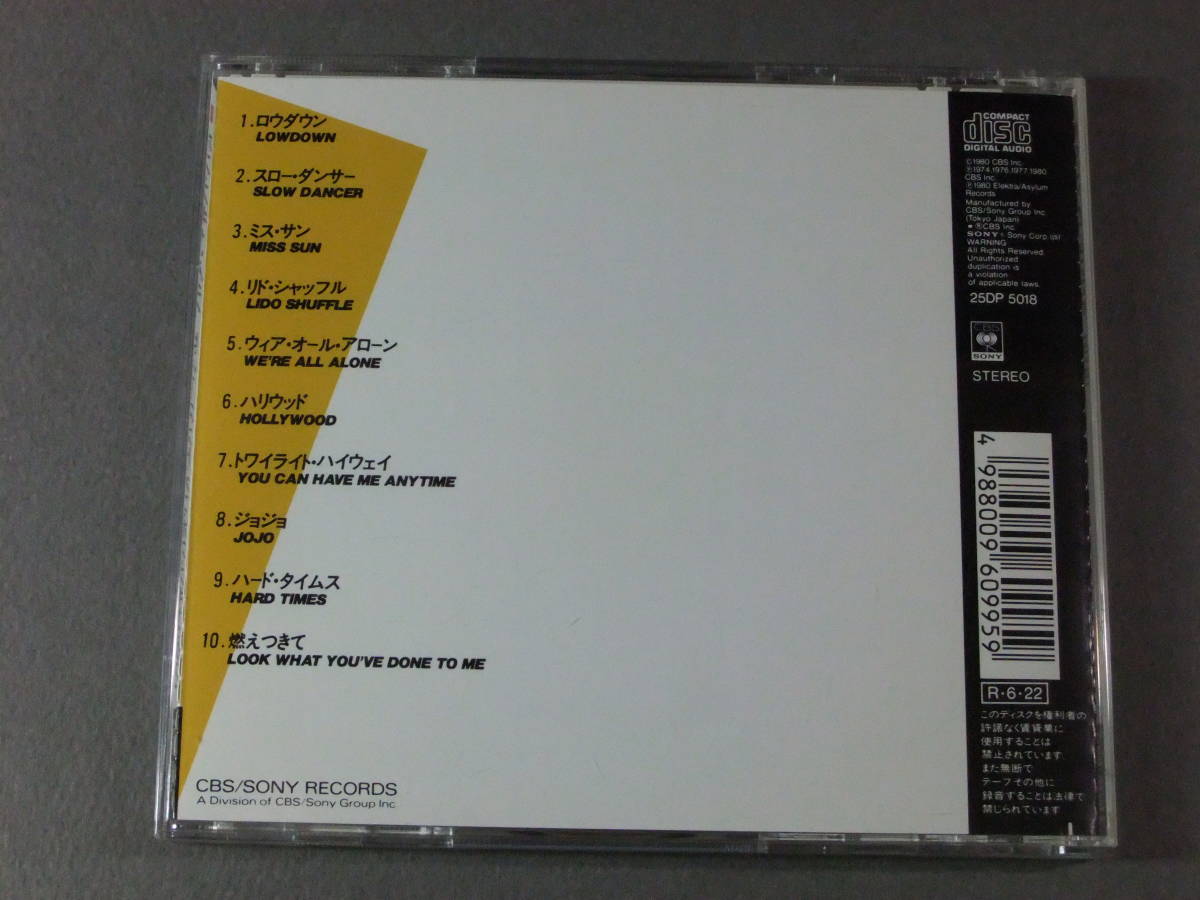 1.ロウダウン
LOWDOWN
2.スロー・ダンサー
SLOW DANCER
3.ミス・サン
MISS SUN
4.リド・シャッフル
LIDO SHUFFLE
5.ウィア・オール・アローン
WE'RE ALL ALONE
6.ハリウッド
HOLLYWOOD
7.トワイライト・ハイウェイ
YOU CAN HAVE ME ANYTIME
8.ジョジョ
JOJO
9.ハード・タイムス
HARD TIMES
10.燃えつきて
LOOK WHAT YOU'VE DONE TO ME
CBS/SONY RECORDS
A Division of CBS/Sony Group Inc
COMPACT
disc
DIGITAL AUDIO
©1980 CBS Inc.
℗1974,1976,1977,1980
CBS Inc.
℗1980 Elektra/Asylum
Records
Manufactured by
CBS/Sony Group Inc.
(Tokyo Japan)
CBS Inc.
SONY® Sony Corp.
WARNING
All Rights Reserved.
Unauthorized
duplication is
a violation
of applicable laws.
25DP 5018
CBS
SONY
STEREO
4 988009 609959
R・6・22
このディスクを権利者の
許諾なく賃貸業に
使用することは
禁止されています
また無断で
テープその他に
録音することは法律で
禁じられています